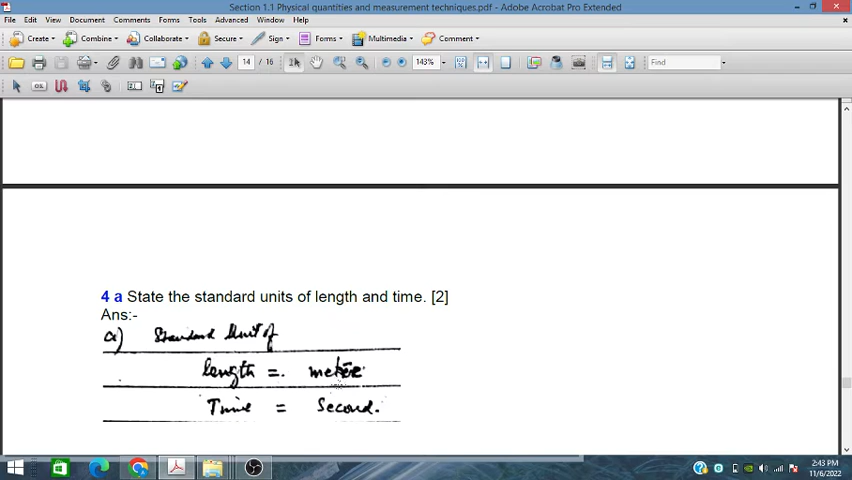 Section 1.1 Physical quantities and measurement techniques.pdf - Adobe Acrobat Pro Extended
File Edit View Document Comments Forms Tools Advanced Window Help
Create Combine Collaborate Secure Sign Forms Multimedia Comment
14 / 16 143% Find
4 a State the standard units of length and time. [2]
Ans:-
a) Standard Unit of
length = metere
Time = Second.
2:43 PM
11/6/2022